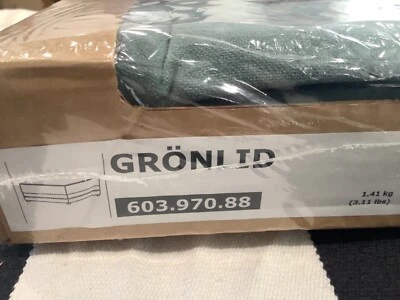 GRÖNLID
603.970.88
1.41 kg
(3.11 lbs)